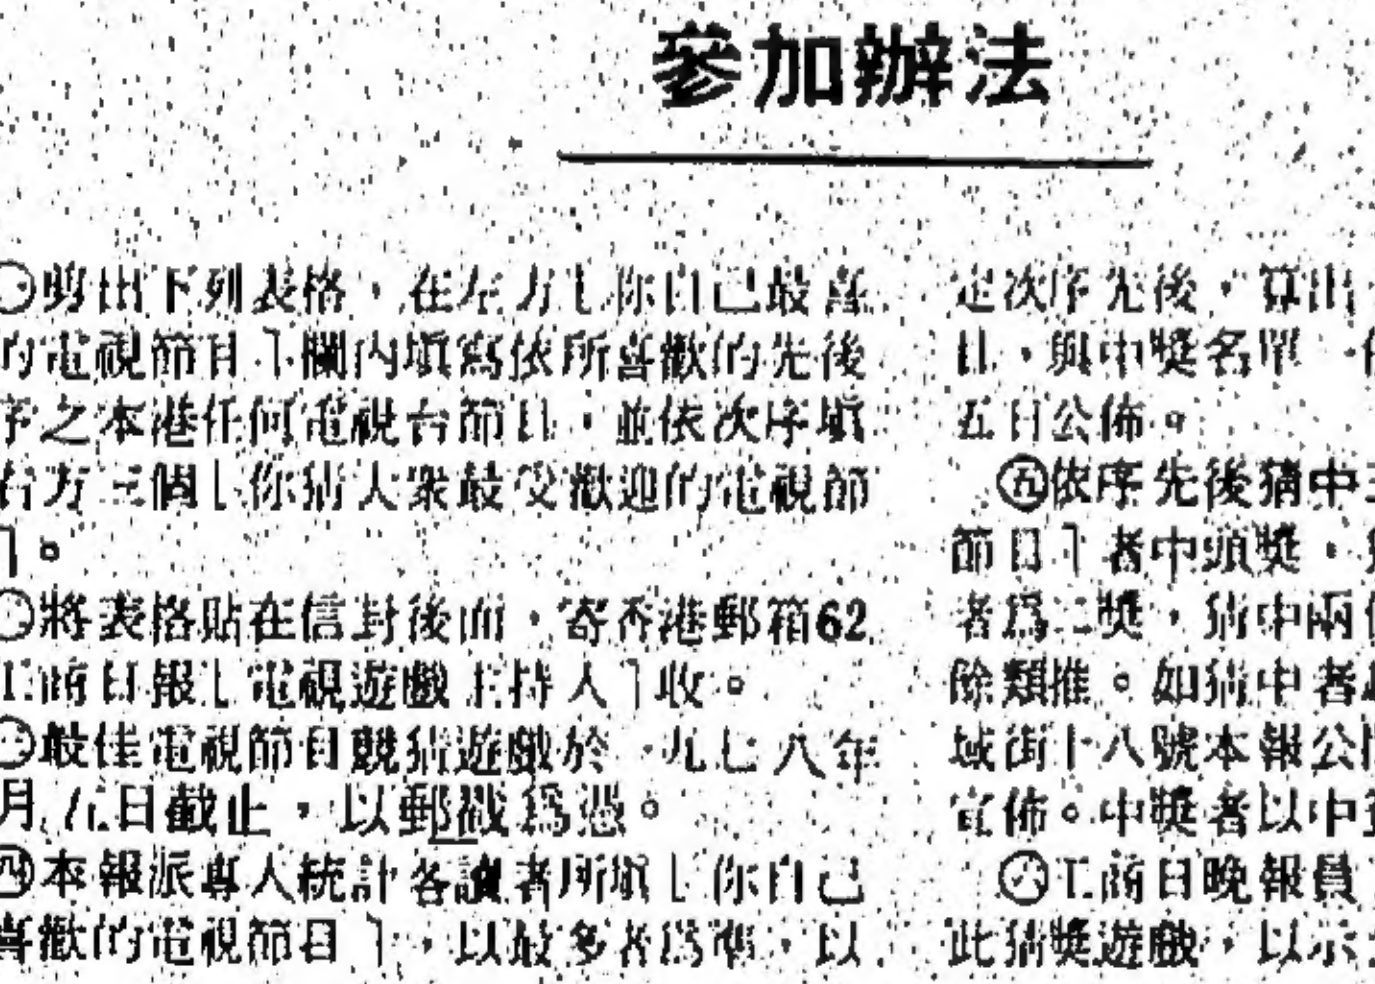 參加辦法
㊀剪出下列表格，在左方「你自己最喜
的電視節目」欄內填寫依所喜歡的先後
序之本港任何電視台節目，並依次序填
右方三個「你猜大衆最受歡迎的電視節
」。
㊁將表格貼在信封後面，寄香港郵箱62
工商日報「電視遊戲主持人」收。
㊂最佳電視節目競猜遊戲於一九七八年
月五日截止，以郵戳爲憑。
㊃本報派專人統計各讀者所填「你自己
喜歡的電視節目」，以最多者爲準，以
定次序先後，算出
日，與中獎名單一
五日公佈。
㊄依序先後猜中三
節目」者中頭獎，
者爲二獎，猜中兩
餘類推。如猜中者
域街十八號本報公開
宣佈。中獎者以中
㊅工商日晚報員
此猜獎遊戲，以示